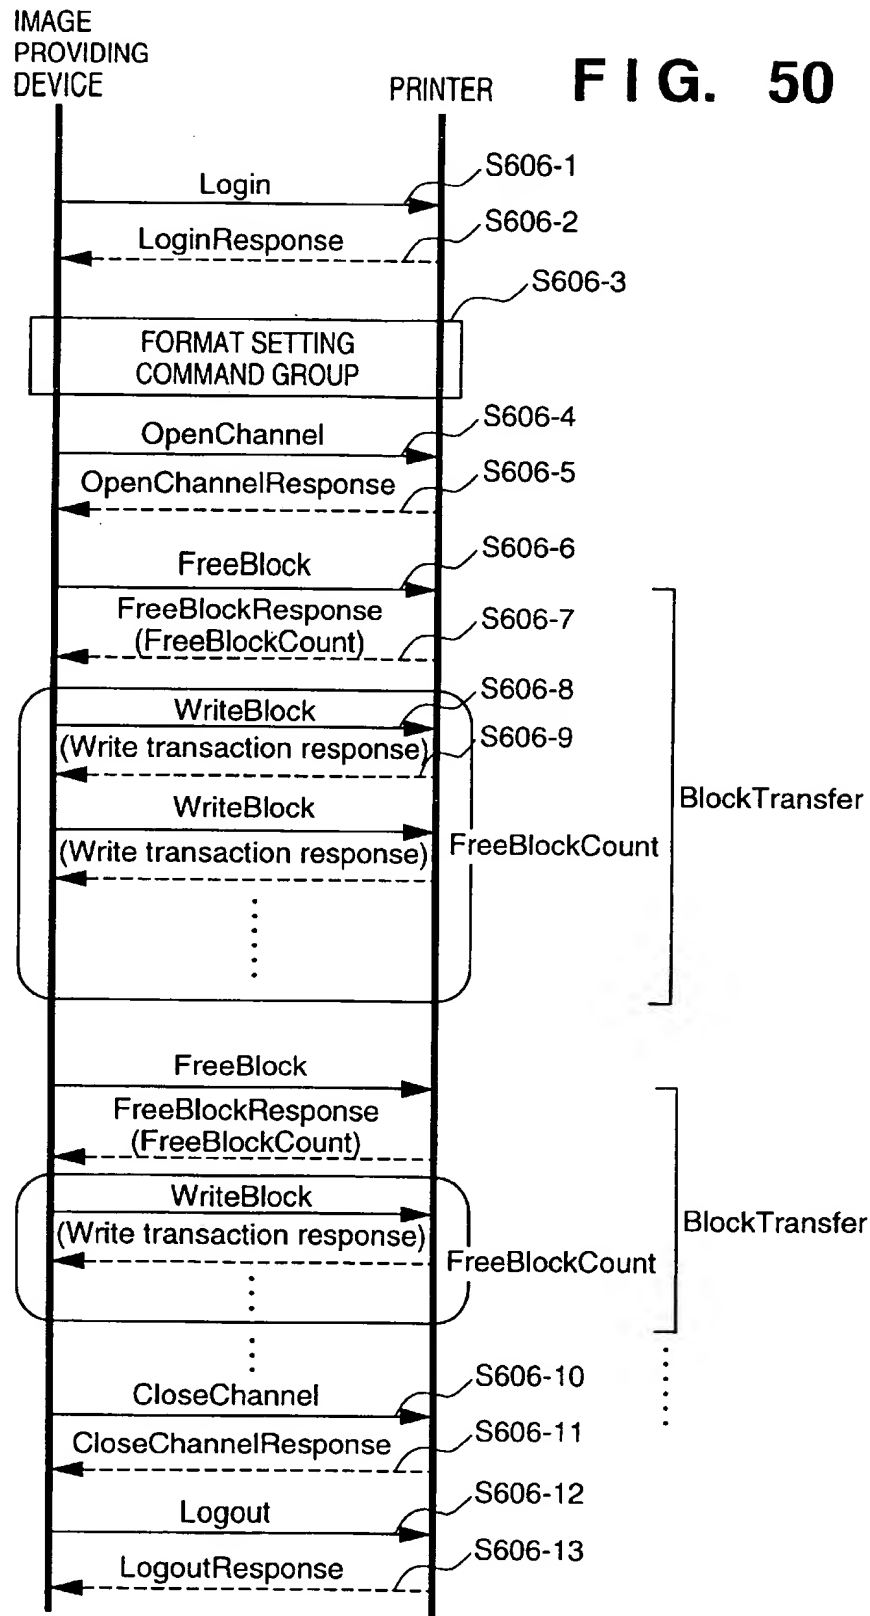 IMAGE
PROVIDING
DEVICE
PRINTER
FIG. 50
Login
S606-1
LoginResponse
S606-2
S606-3
FORMAT SETTING
COMMAND GROUP
OpenChannel
S606-4
OpenChannelResponse
S606-5
FreeBlock
S606-6
FreeBlockResponse
(FreeBlockCount)
S606-7
WriteBlock
S606-8
(Write transaction response)
S606-9
WriteBlock
(Write transaction response)
FreeBlockCount
BlockTransfer
FreeBlock
FreeBlockResponse
(FreeBlockCount)
WriteBlock
(Write transaction response)
FreeBlockCount
BlockTransfer
CloseChannel
S606-10
CloseChannelResponse
S606-11
Logout
S606-12
LogoutResponse
S606-13